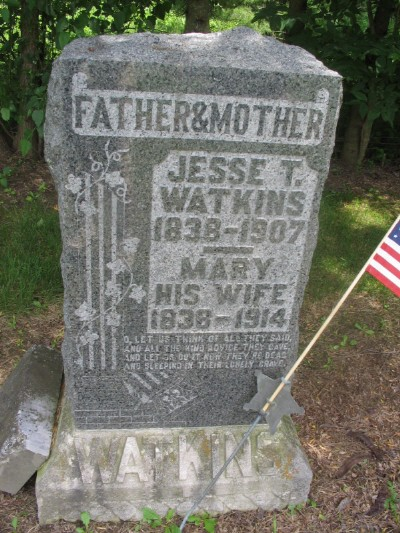 FATHER & MOTHER
JESSE T.
WATKINS
1838-1907
MARY
HIS WIFE
1838-1914
O, LET US THINK OF ALL THEY SAID,
AND ALL THE KIND ADVICE THEY GAVE,
AND LET US DO IT NOW THEY'RE DEAD
AND SLEEPING IN THEIR LONELY GRAVE.
WATKINS